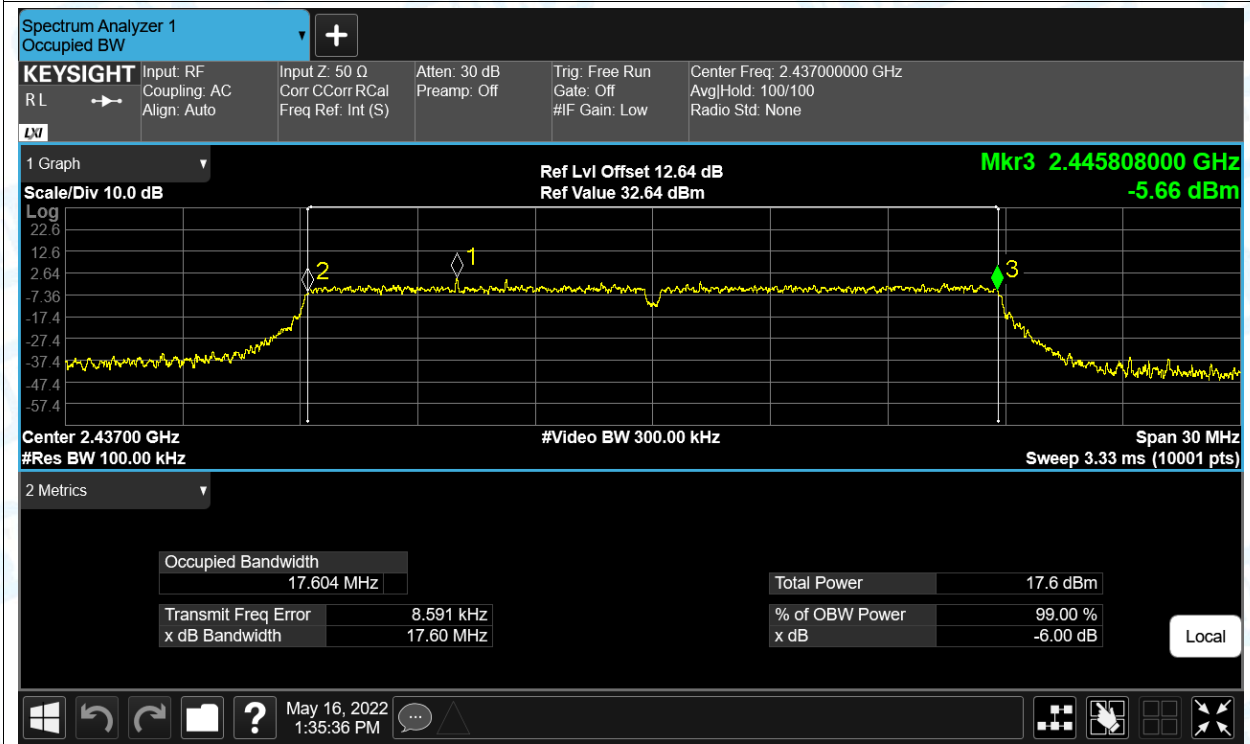 Spectrum Analyzer 1
Occupied BW
▼
+
KEYSIGHT
R L
LXI
Input: RF
Coupling: AC
Align: Auto
Input Z: 50 Ω
Corr CCorr RCal
Freq Ref: Int (S)
Atten: 30 dB
Preamp: Off
Trig: Free Run
Gate: Off
#IF Gain: Low
Center Freq: 2.437000000 GHz
Avg|Hold: 100/100
Radio Std: None
1 Graph ▼
Scale/Div 10.0 dB
Ref Lvl Offset 12.64 dB
Ref Value 32.64 dBm
Mkr3 2.445808000 GHz
-5.66 dBm
Log
22.6
12.6
2.64
-7.36
-17.4
-27.4
-37.4
-47.4
-57.4
2
1
3
Center 2.43700 GHz
#Res BW 100.00 kHz
#Video BW 300.00 kHz
Span 30 MHz
Sweep 3.33 ms (10001 pts)
2 Metrics ▼
Occupied Bandwidth
17.604 MHz
Transmit Freq Error 8.591 kHz
x dB Bandwidth 17.60 MHz
Total Power 17.6 dBm
% of OBW Power 99.00 %
x dB -6.00 dB
Local
?
May 16, 2022
1:35:36 PM